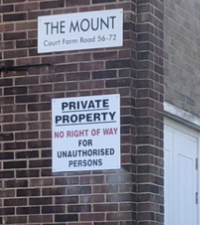 THE MOUNT
Court Farm Road 56-72
PRIVATE
PROPERTY
NO RIGHT OF WAY
FOR
UNAUTHORISED
PERSONS